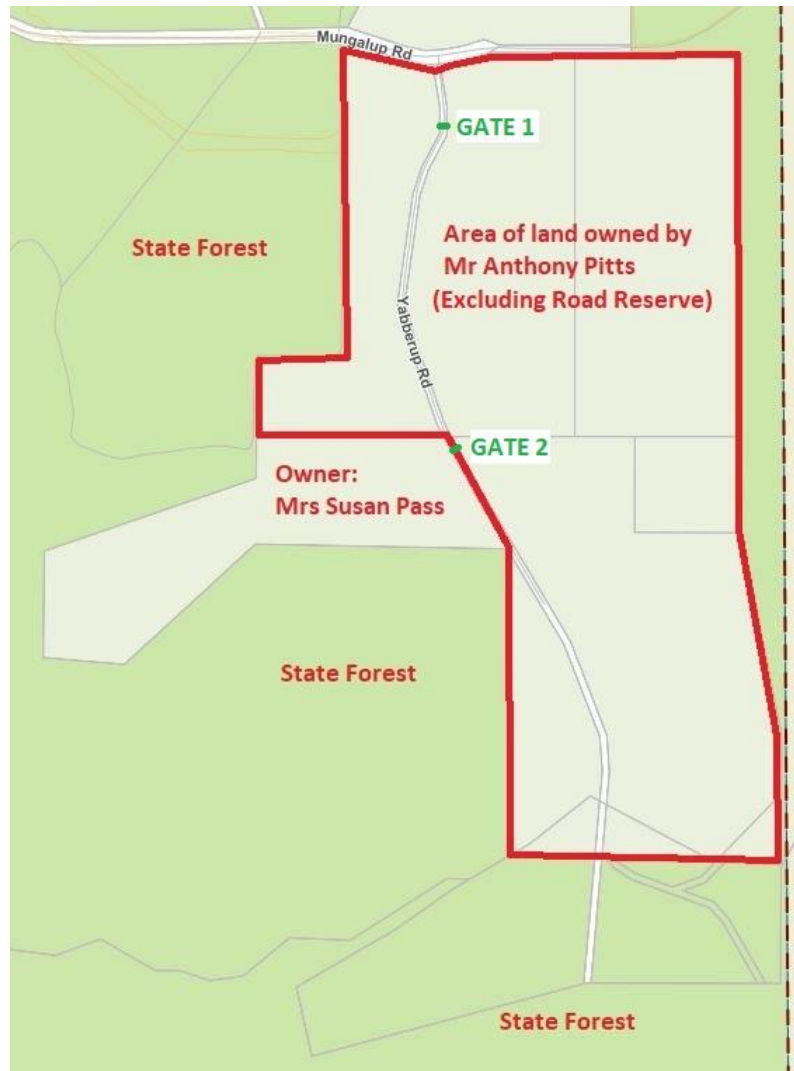 Mungalup Rd
GATE 1
State Forest
Area of land owned by
Mr Anthony Pitts
(Excluding Road Reserve)
Yabberup Rd
GATE 2
Owner:
Mrs Susan Pass
State Forest
State Forest